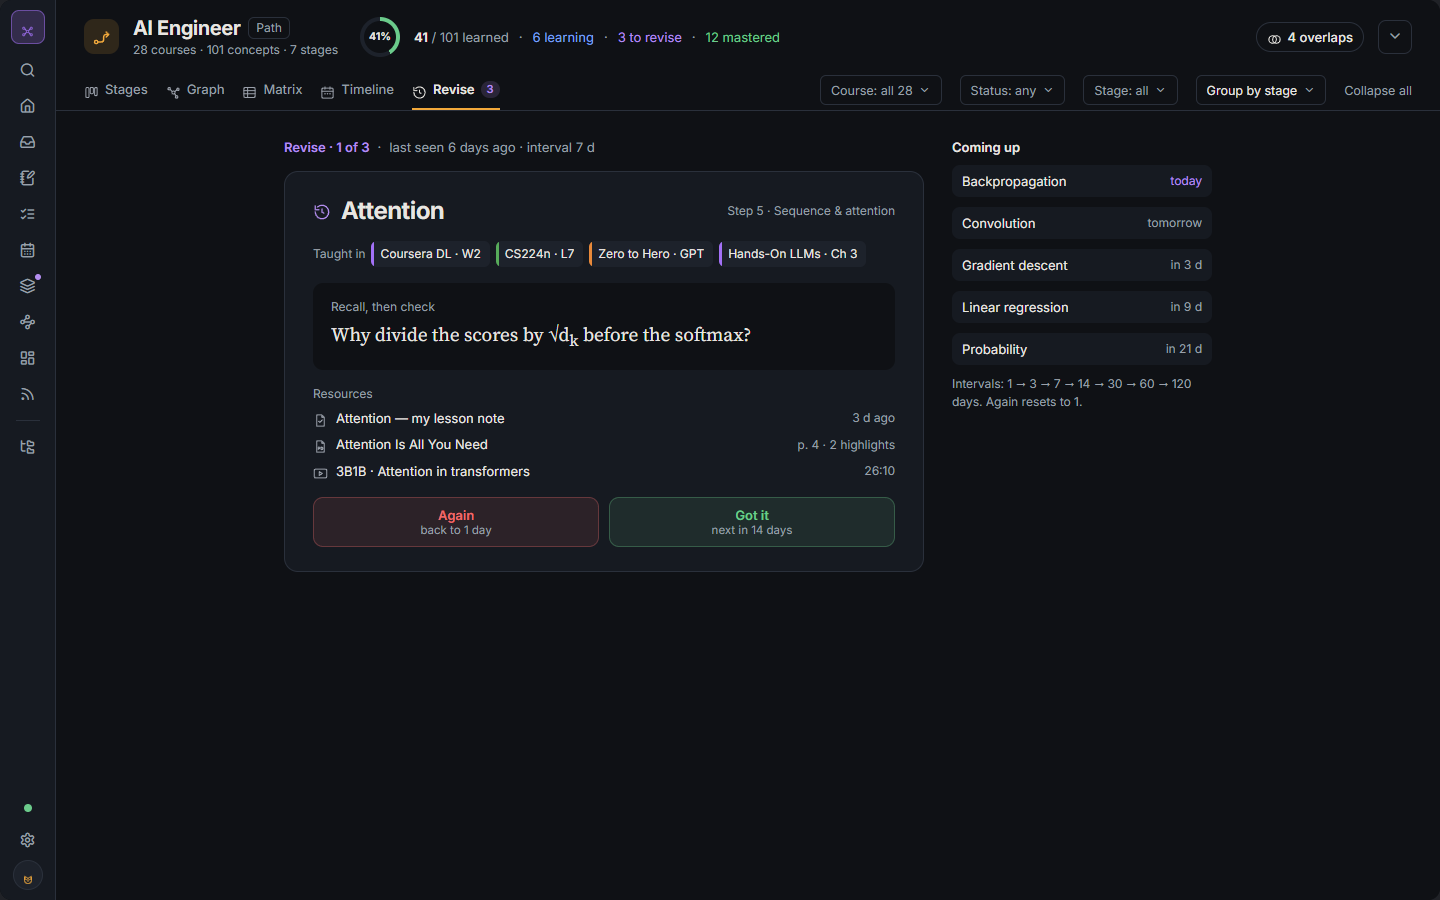 AI Engineer Path
28 courses · 101 concepts · 7 stages
41%
41 / 101 learned · 6 learning · 3 to revise · 12 mastered
4 overlaps
Stages Graph Matrix Timeline Revise 3
Course: all 28 Status: any Stage: all Group by stage Collapse all
Revise · 1 of 3 · last seen 6 days ago · interval 7 d
Attention
Step 5 · Sequence & attention
Taught in Coursera DL · W2 CS224n · L7 Zero to Hero · GPT Hands-On LLMs · Ch 3
Recall, then check
Why divide the scores by √dk before the softmax?
Resources
Attention — my lesson note 3 d ago
Attention Is All You Need p. 4 · 2 highlights
3B1B · Attention in transformers 26:10
Again
back to 1 day
Got it
next in 14 days
Coming up
Backpropagation today
Convolution tomorrow
Gradient descent in 3 d
Linear regression in 9 d
Probability in 21 d
Intervals: 1 → 3 → 7 → 14 → 30 → 60 → 120
days. Again resets to 1.